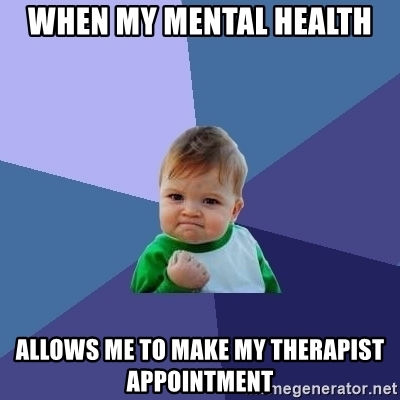 WHEN MY MENTAL HEALTH
ALLOWS ME TO MAKE MY THERAPIST
APPOINTMENT
memegenerator.net